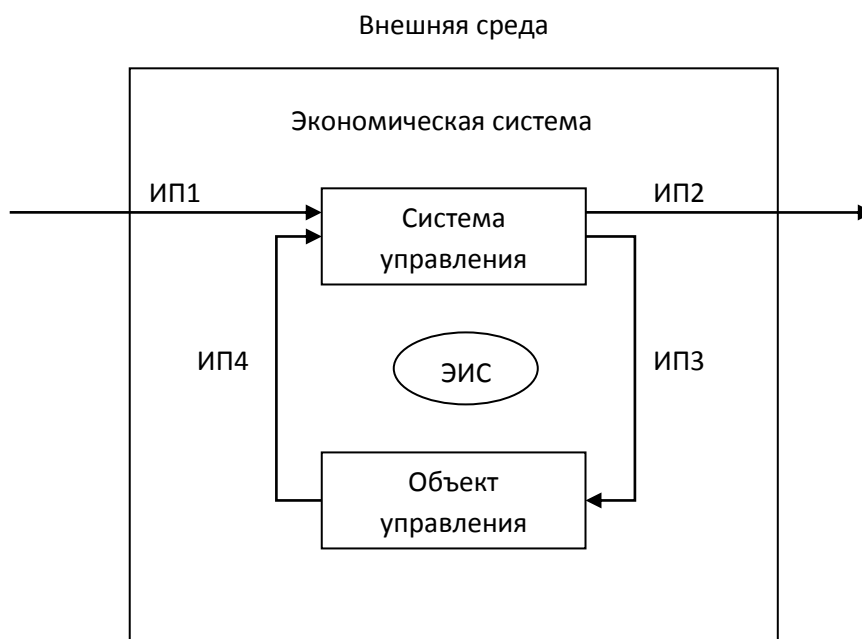 Внешняя среда
Экономическая система
ИП1
ИП2
Система
управления
ИП4
ЭИС
ИП3
Объект
управления